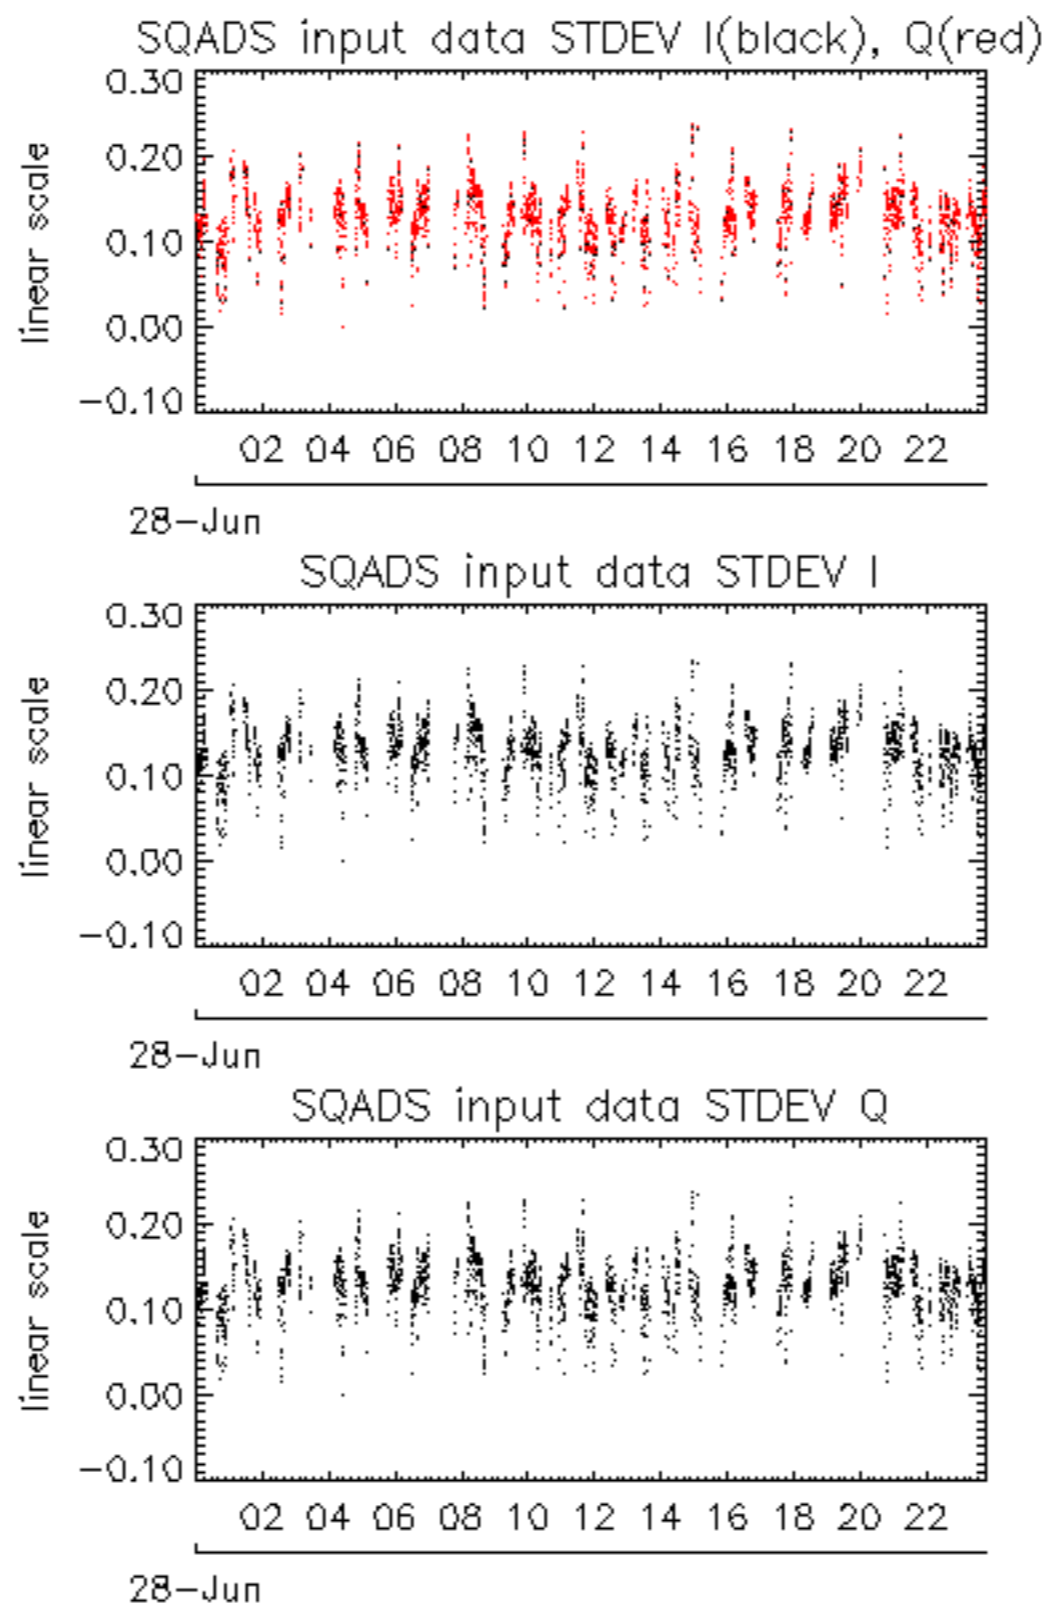 SQADS input data STDEV I(black), Q(red)
linear scale
0.30
0.20
0.10
0.00
-0.10
02 04 06 08 10 12 14 16 18 20 22
28-Jun
SQADS input data STDEV I
linear scale
0.30
0.20
0.10
0.00
-0.10
02 04 06 08 10 12 14 16 18 20 22
28-Jun
SQADS input data STDEV Q
linear scale
0.30
0.20
0.10
0.00
-0.10
02 04 06 08 10 12 14 16 18 20 22
28-Jun